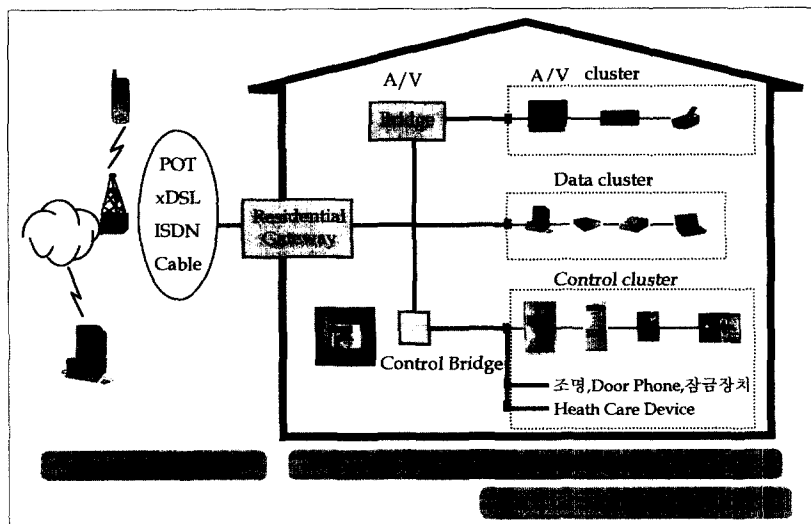 POT
xDSL
ISDN
Cable
Residential
Gateway
A/V
Bridge
A/V cluster
Data cluster
Control cluster
Control Bridge
조명,Door Phone,잠금장치
Heath Care Device